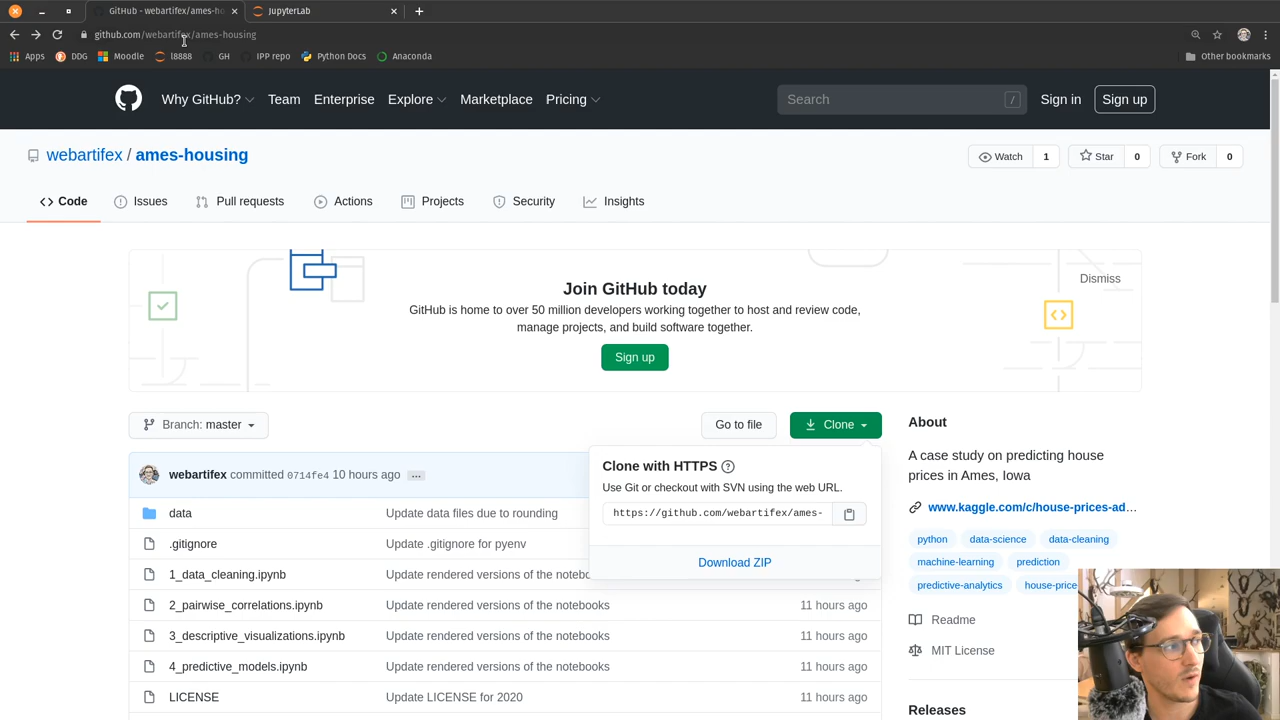 GitHub - webartifex/ames-ho
JupyterLab
github.com/webartifex/ames-housing
Apps DDG Moodle l8888 GH IPP repo Python Docs Anaconda Other bookmarks
Why GitHub? Team Enterprise Explore Marketplace Pricing Search / Sign in Sign up
webartifex / ames-housing
Watch 1 Star 0 Fork 0
Code Issues Pull requests Actions Projects Security Insights
Dismiss
Join GitHub today
GitHub is home to over 50 million developers working together to host and review code,
manage projects, and build software together.
Sign up
Branch: master Go to file Clone
webartifex committed 0714fe4 10 hours ago ...
data Update data files due to rounding
.gitignore Update .gitignore for pyenv
1_data_cleaning.ipynb Update rendered versions of the notebo
2_pairwise_correlations.ipynb Update rendered versions of the notebooks 11 hours ago
3_descriptive_visualizations.ipynb Update rendered versions of the notebooks 11 hours ago
4_predictive_models.ipynb Update rendered versions of the notebooks 11 hours ago
LICENSE Update LICENSE for 2020 11 hours ago
Clone with HTTPS ?
Use Git or checkout with SVN using the web URL.
https://github.com/webartifex/ames-
Download ZIP
About
A case study on predicting house
prices in Ames, Iowa
www.kaggle.com/c/house-prices-ad...
python data-science data-cleaning
machine-learning prediction
predictive-analytics house-price
Readme
MIT License
Releases